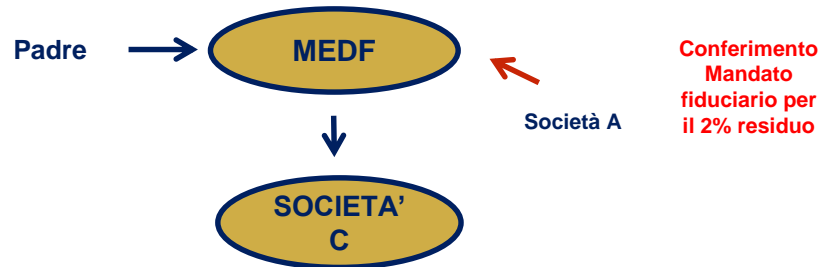 Padre
MEDF
Conferimento
Mandato
fiduciario per
il 2% residuo
Società A
SOCIETA’
C